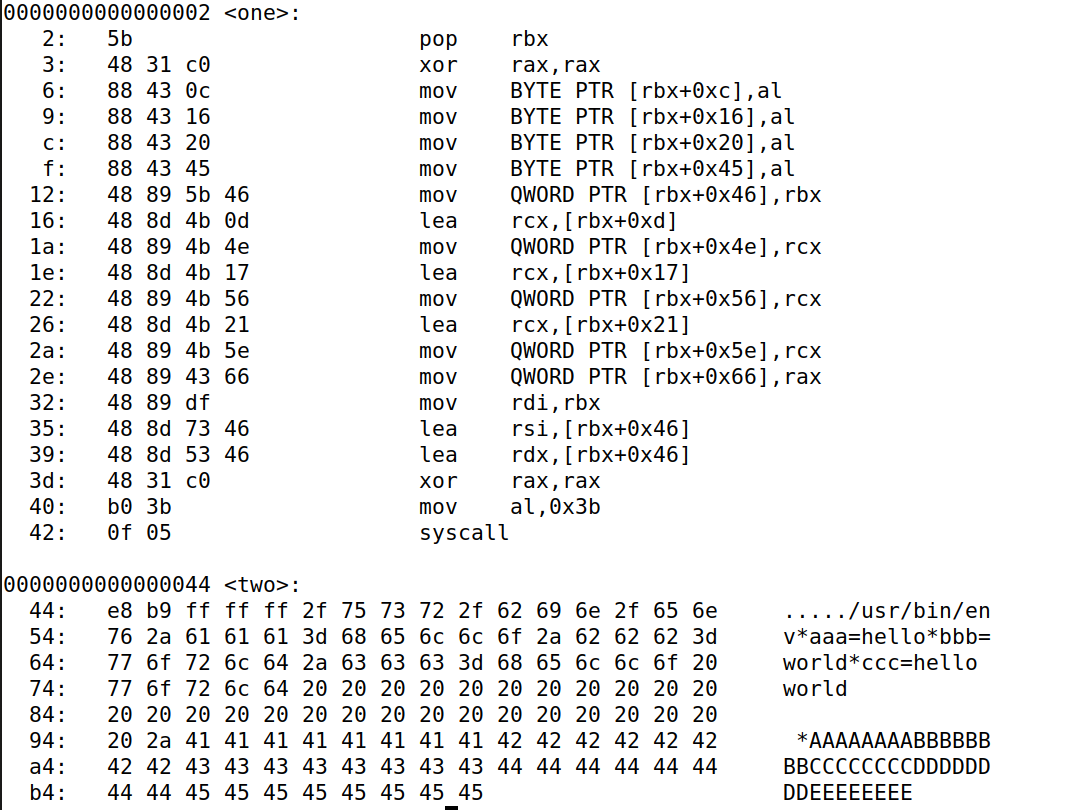 0000000000000002 <one>:
   2:   5b                      pop    rbx
   3:   48 31 c0                xor    rax,rax
   6:   88 43 0c                mov    BYTE PTR [rbx+0xc],al
   9:   88 43 16                mov    BYTE PTR [rbx+0x16],al
   c:   88 43 20                mov    BYTE PTR [rbx+0x20],al
   f:   88 43 45                mov    BYTE PTR [rbx+0x45],al
  12:   48 89 5b 46             mov    QWORD PTR [rbx+0x46],rbx
  16:   48 8d 4b 0d             lea    rcx,[rbx+0xd]
  1a:   48 89 4b 4e             mov    QWORD PTR [rbx+0x4e],rcx
  1e:   48 8d 4b 17             lea    rcx,[rbx+0x17]
  22:   48 89 4b 56             mov    QWORD PTR [rbx+0x56],rcx
  26:   48 8d 4b 21             lea    rcx,[rbx+0x21]
  2a:   48 89 4b 5e             mov    QWORD PTR [rbx+0x5e],rcx
  2e:   48 89 43 66             mov    QWORD PTR [rbx+0x66],rax
  32:   48 89 df                mov    rdi,rbx
  35:   48 8d 73 46             lea    rsi,[rbx+0x46]
  39:   48 8d 53 46             lea    rdx,[rbx+0x46]
  3d:   48 31 c0                xor    rax,rax
  40:   b0 3b                   mov    al,0x3b
  42:   0f 05                   syscall

0000000000000044 <two>:
  44:   e8 b9 ff ff ff 2f 75 73 72 2f 62 69 6e 2f 65 6e     ...../usr/bin/en
  54:   76 2a 61 61 61 3d 68 65 6c 6c 6f 2a 62 62 62 3d     v*aaa=hello*bbb=
  64:   77 6f 72 6c 64 2a 63 63 63 3d 68 65 6c 6c 6f 20     world*ccc=hello
  74:   77 6f 72 6c 64 20 20 20 20 20 20 20 20 20 20 20     world
  84:   20 20 20 20 20 20 20 20 20 20 20 20 20 20 20 20
  94:   20 2a 41 41 41 41 41 41 41 41 42 42 42 42 42 42      *AAAAAAAABBBBBB
  a4:   42 42 43 43 43 43 43 43 43 43 44 44 44 44 44 44     BBCCCCCCCCDDDDDD
  b4:   44 44 45 45 45 45 45 45 45 45                       DDEEEEEEEE